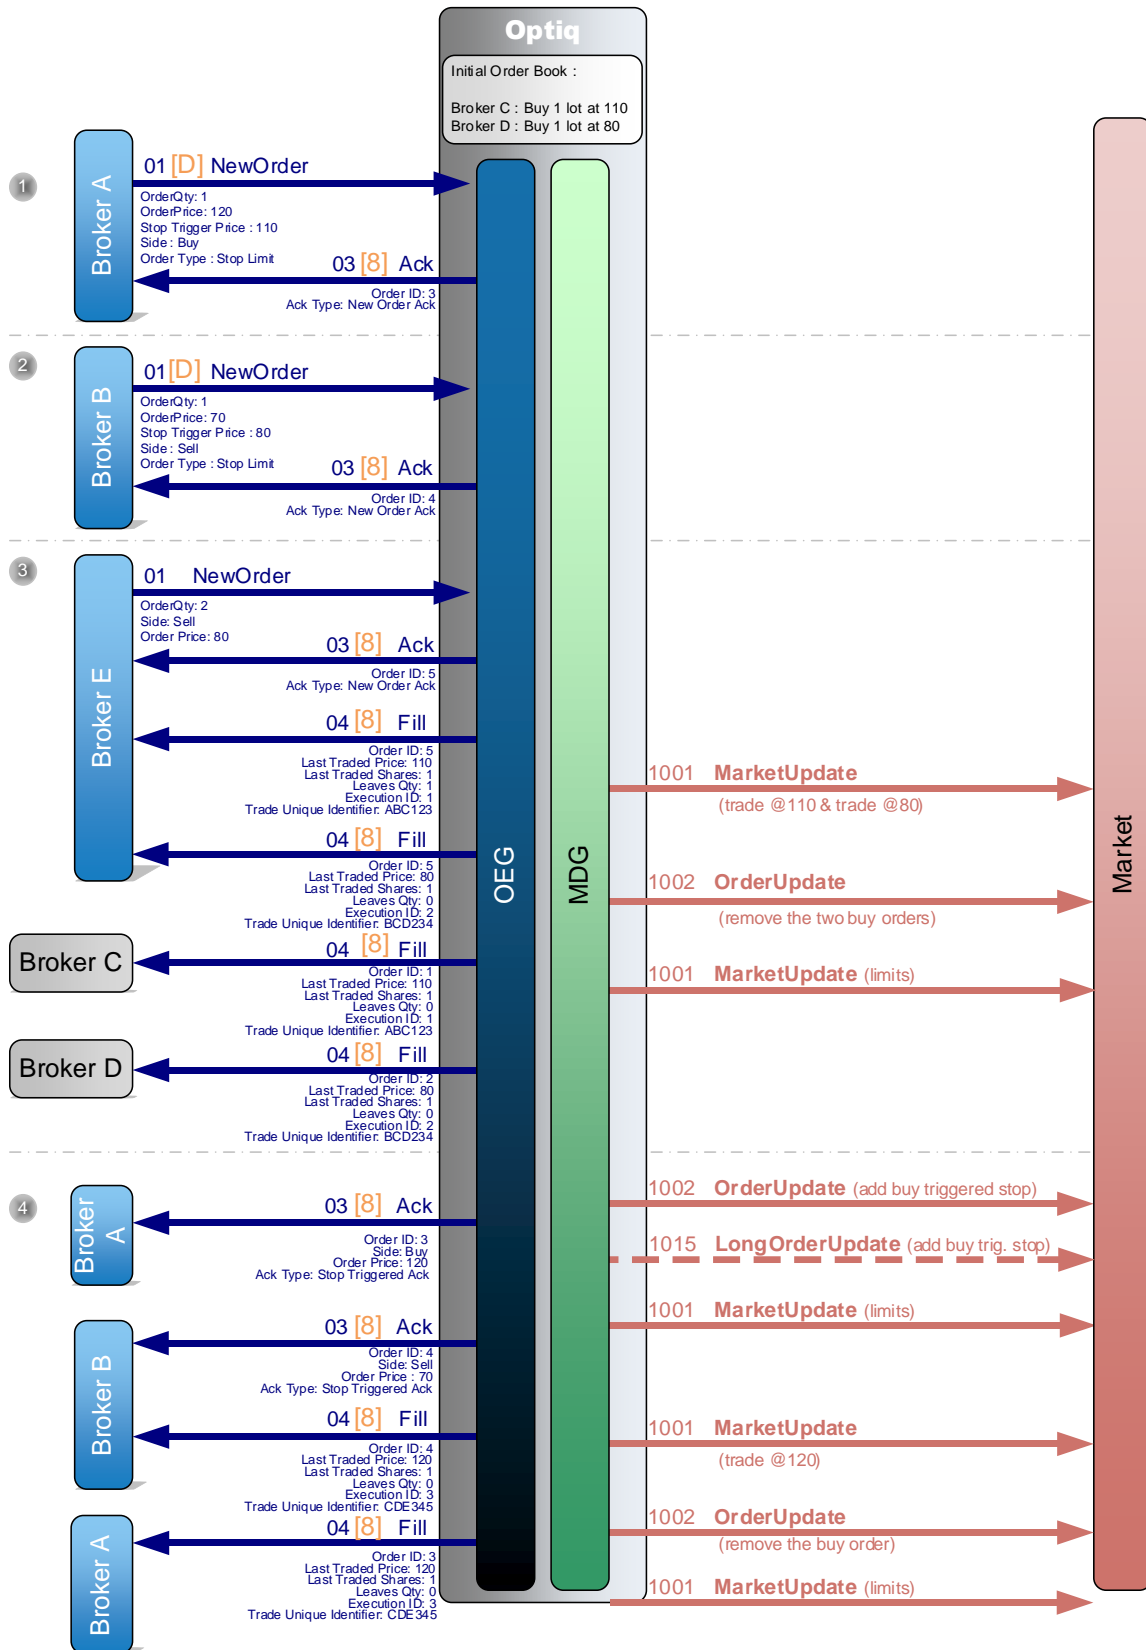 Optiq
Initial Order Book :
Broker C : Buy 1 lot at 110
Broker D : Buy 1 lot at 80
1
Broker A
01 [D] NewOrder
OrderQty: 1
OrderPrice: 120
Stop Trigger Price : 110
Side : Buy
Order Type : Stop Limit
03 [8] Ack
Order ID: 3
Ack Type: New Order Ack
2
Broker B
01 [D] NewOrder
OrderQty: 1
OrderPrice: 70
Stop Trigger Price : 80
Side : Sell
Order Type : Stop Limit
03 [8] Ack
Order ID: 4
Ack Type: New Order Ack
3
Broker E
01 NewOrder
OrderQty: 2
Side: Sell
Order Price: 80
03 [8] Ack
Order ID: 5
Ack Type: New Order Ack
04 [8] Fill
Order ID: 5
Last Traded Price: 110
Last Traded Shares: 1
Leaves Qty: 1
Execution ID: 1
Trade Unique Identifier: ABC123
1001 MarketUpdate
(trade @110 & trade @80)
04 [8] Fill
Order ID: 5
Last Traded Price: 80
Last Traded Shares: 1
Leaves Qty: 0
Execution ID: 2
Trade Unique Identifier: BCD234
OEG
MDG
Market
1002 OrderUpdate
(remove the two buy orders)
Broker C
04 [8] Fill
Order ID: 1
Last Traded Price: 110
Last Traded Shares: 1
Leaves Qty: 0
Execution ID: 1
Trade Unique Identifier: ABC123
1001 MarketUpdate (limits)
Broker D
04 [8] Fill
Order ID: 2
Last Traded Price: 80
Last Traded Shares: 1
Leaves Qty: 0
Execution ID: 2
Trade Unique Identifier: BCD234
4
Broker
A
03 [8] Ack
Order ID: 3
Side: Buy
Order Price: 120
Ack Type: Stop Triggered Ack
1002 OrderUpdate (add buy triggered stop)
1015 LongOrderUpdate (add buy trig. stop)
Broker B
03 [8] Ack
Order ID: 4
Side: Sell
Order Price : 70
Ack Type: Stop Triggered Ack
1001 MarketUpdate (limits)
04 [8] Fill
Order ID: 4
Last Traded Price: 120
Last Traded Shares: 1
Leaves Qty: 0
Execution ID: 3
Trade Unique Identifier: CDE345
1001 MarketUpdate
(trade @120)
Broker A
04 [8] Fill
Order ID: 3
Last Traded Price: 120
Last Traded Shares: 1
Leaves Qty: 0
Execution ID: 3
Trade Unique Identifier: CDE345
1002 OrderUpdate
(remove the buy order)
1001 MarketUpdate (limits)